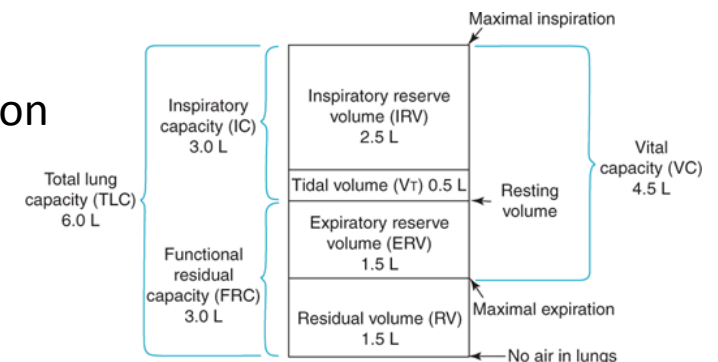 Maximal inspiration
on
Inspiratory
capacity (IC)
3.0 L
Inspiratory reserve
volume (IRV)
2.5 L
Vital
capacity (VC)
4.5 L
Total lung
capacity (TLC)
6.0 L
Tidal volume (VT) 0.5 L
Resting
volume
Functional
residual
capacity (FRC)
3.0 L
Expiratory reserve
volume (ERV)
1.5 L
Maximal expiration
Residual volume (RV)
1.5 L
No air in lungs